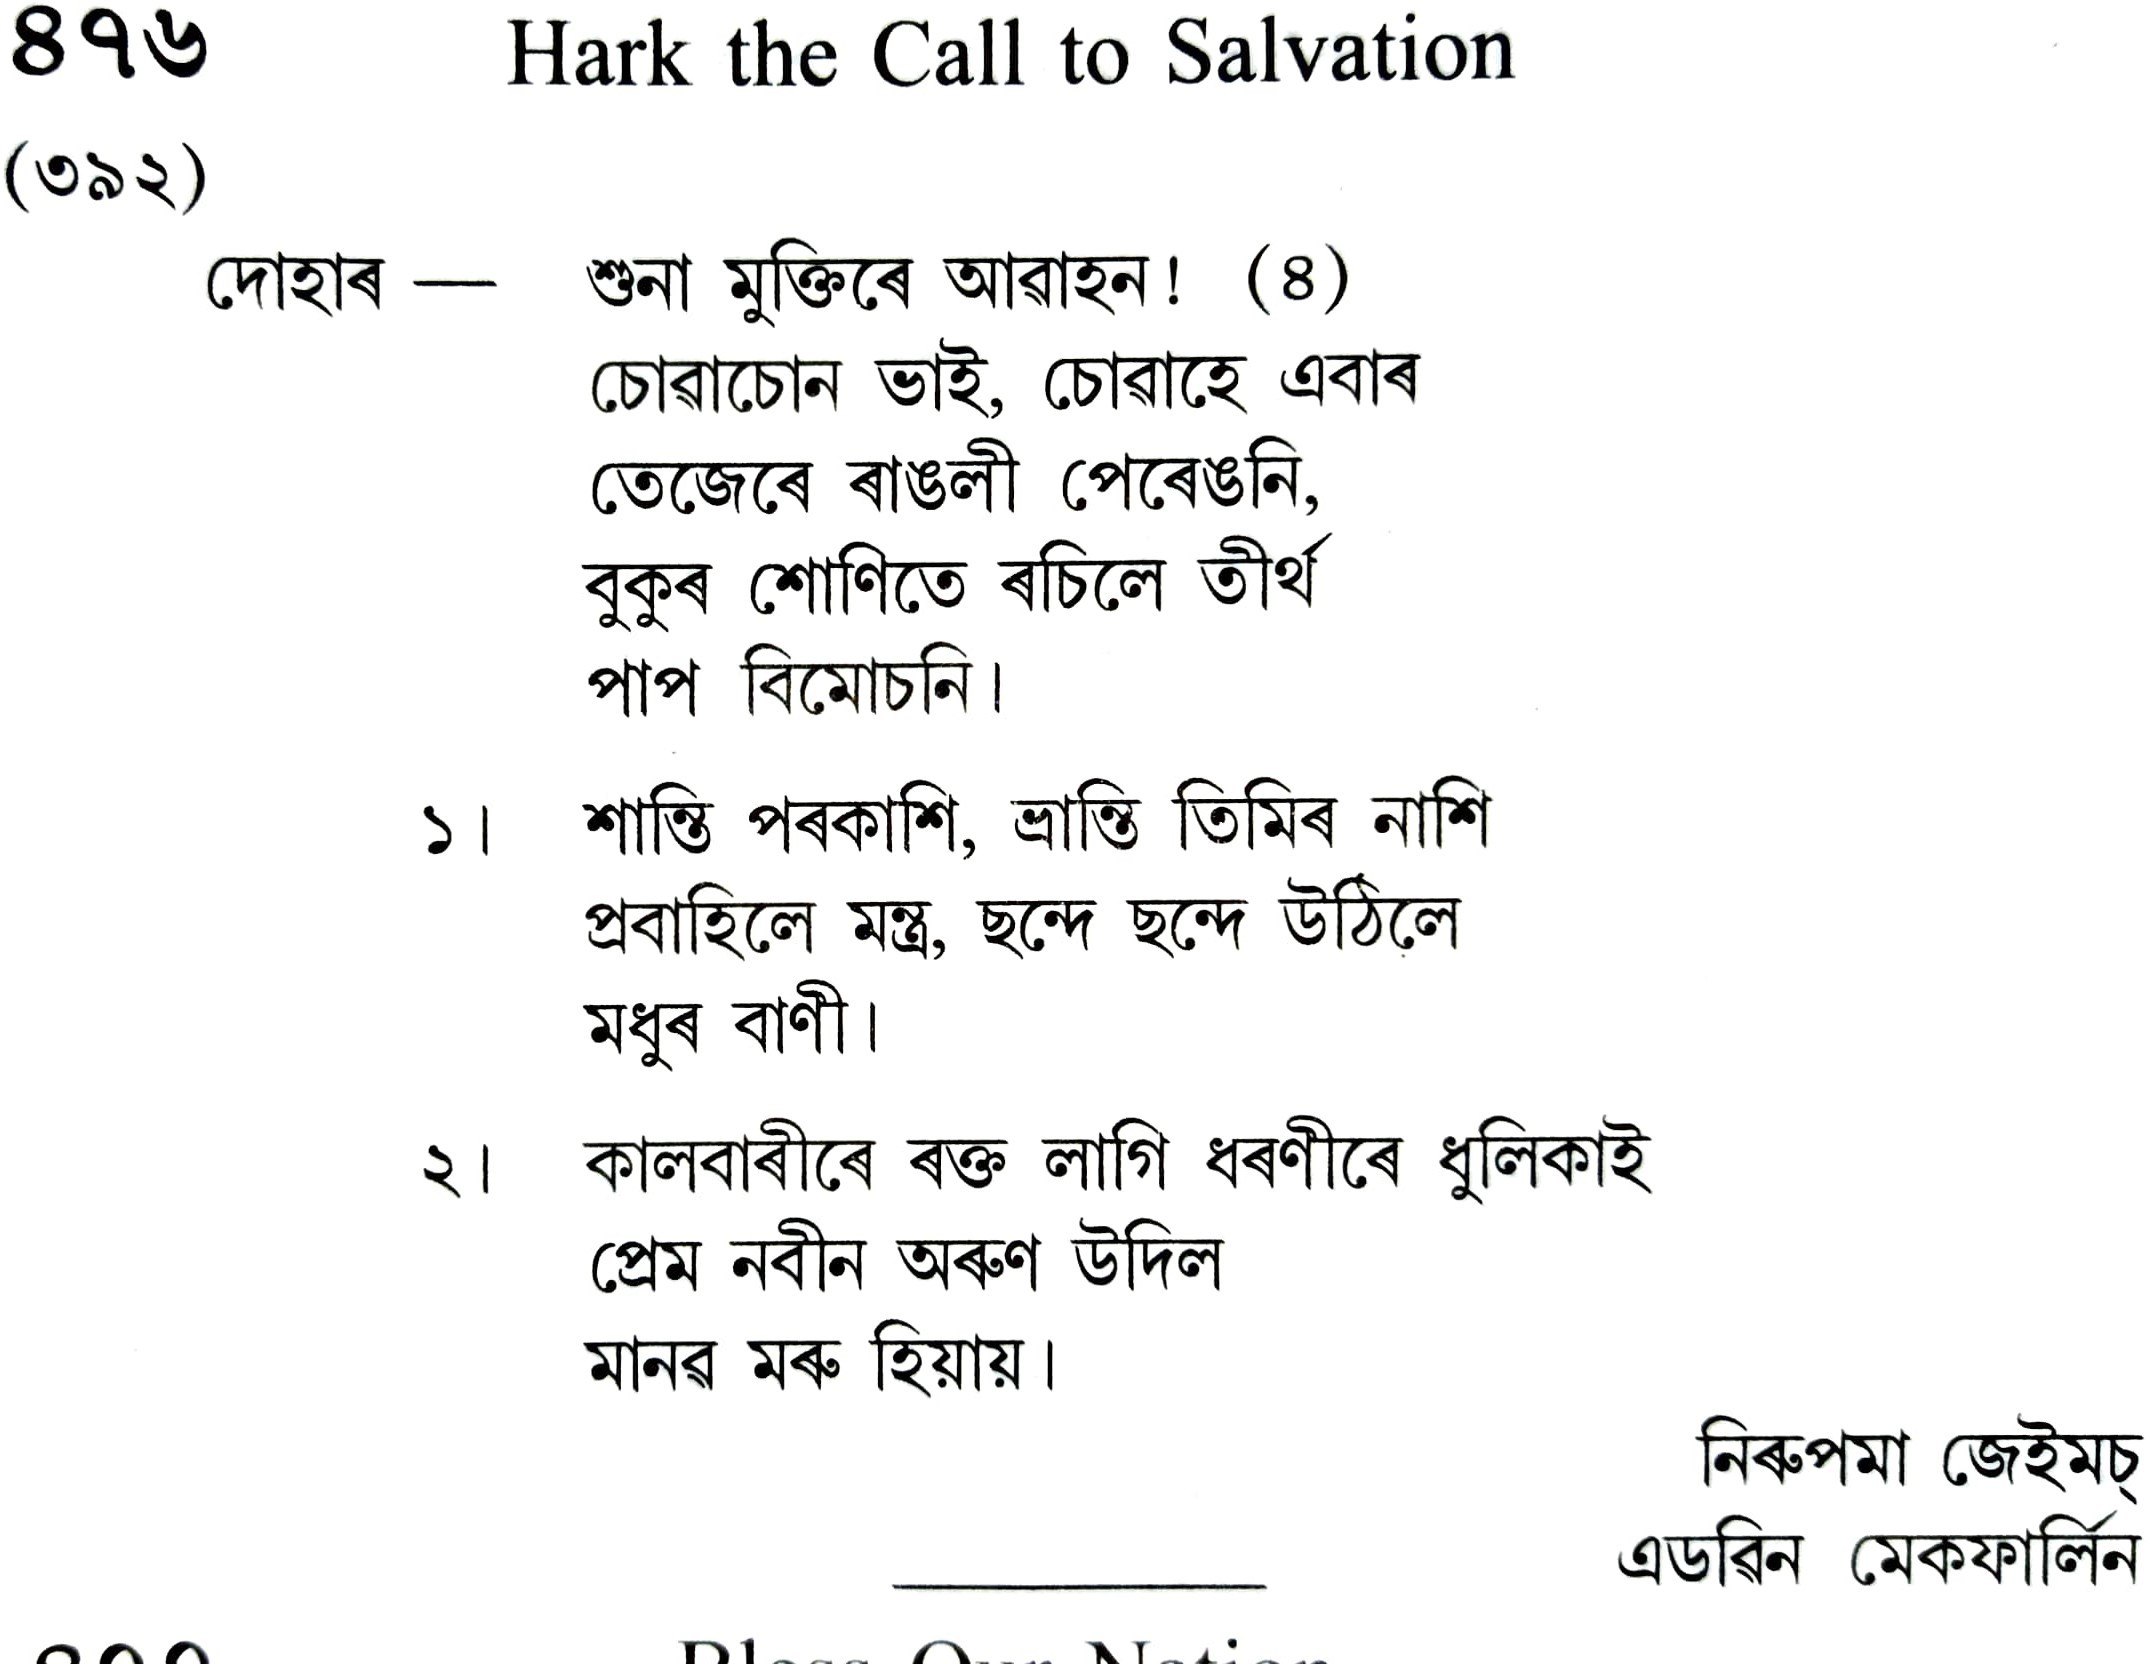 ৪৭৬ Hark the Call to Salvation
(৩৯২)
দোহাৰ — শুনা মুক্তিৰে আৱাহন! (৪)
চোৱাচোন ভাই, চোৱাহে এবাৰ
তেজেৰে ৰাঙলী পেৰেঙনি,
বুকুৰ শোণিতে ৰচিলে তীৰ্থ
পাপ বিমোচনি।
১। শান্তি পৰকাশি, ভ্ৰান্তি তিমিৰ নাশি
প্ৰবাহিলে মন্ত্ৰ, ছন্দে ছন্দে উঠিলে
মধুৰ বাণী।
২। কালবাৰীৰে ৰক্ত লাগি ধৰণীৰে ধুলিকাই
প্ৰেম নবীন অৰুণ উদিল
মানৱ মৰু হিয়ায়।
নিৰুপমা জেইমচ্
এডৱিন মেকফাৰ্লিন
Bless Our Nation